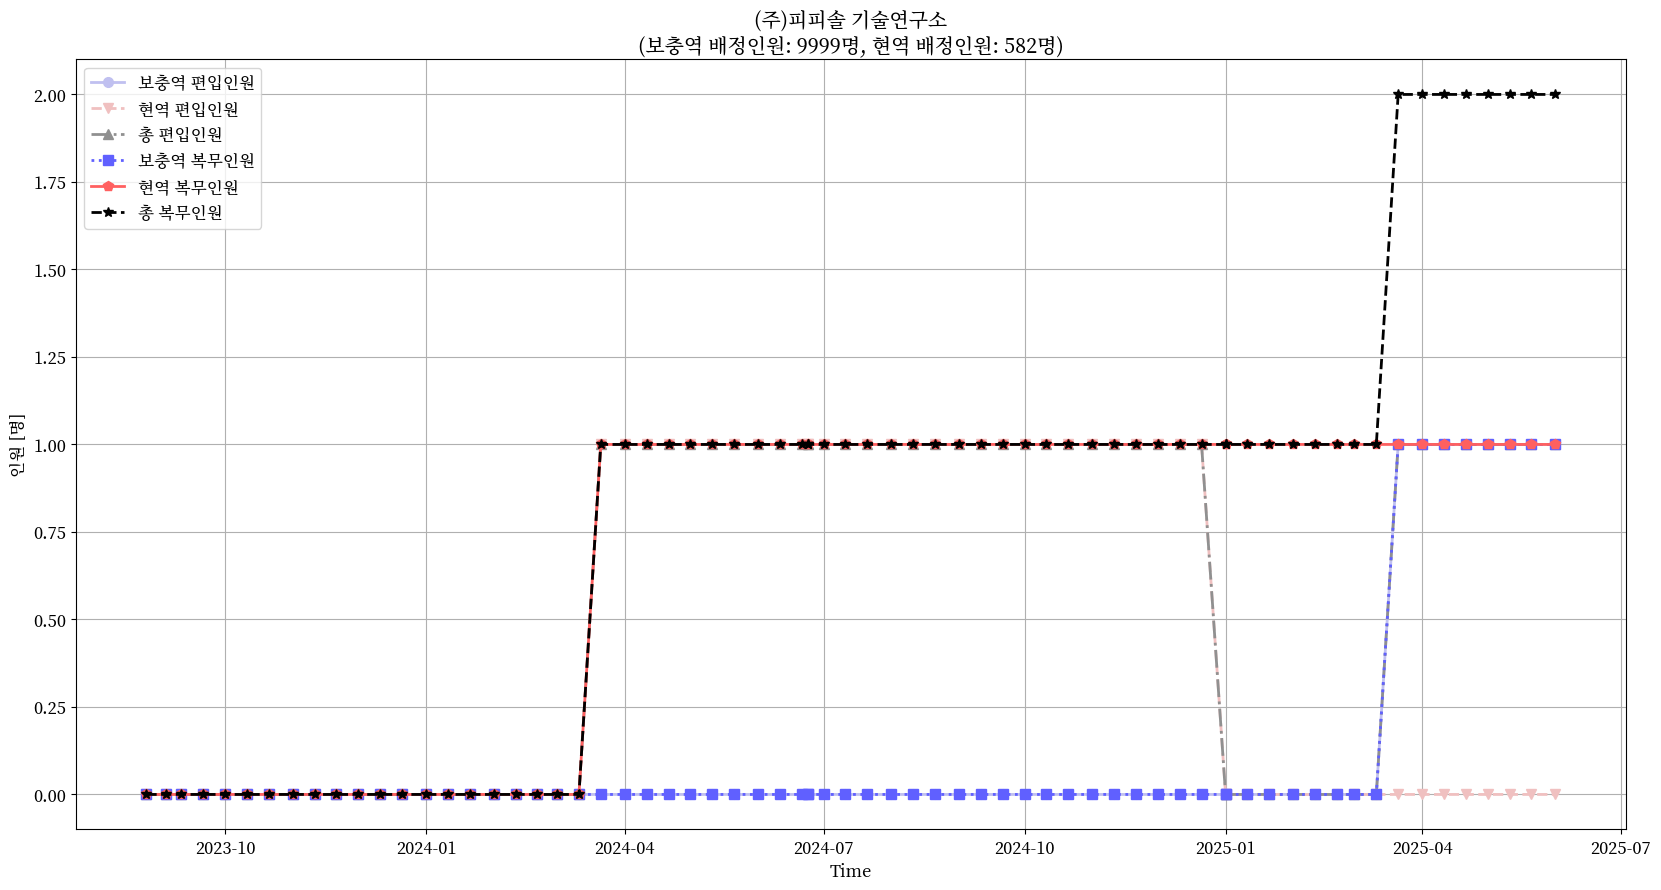 (주)피피솔 기술연구소
(보충역 배정인원: 9999명, 현역 배정인원: 582명)
보충역 편입인원
현역 편입인원
총 편입인원
보충역 복무인원
현역 복무인원
총 복무인원
인원 [명]
2.00
1.75
1.50
1.25
1.00
0.75
0.50
0.25
0.00
2023-10
2024-01
2024-04
2024-07
2024-10
2025-01
2025-04
2025-07
Time